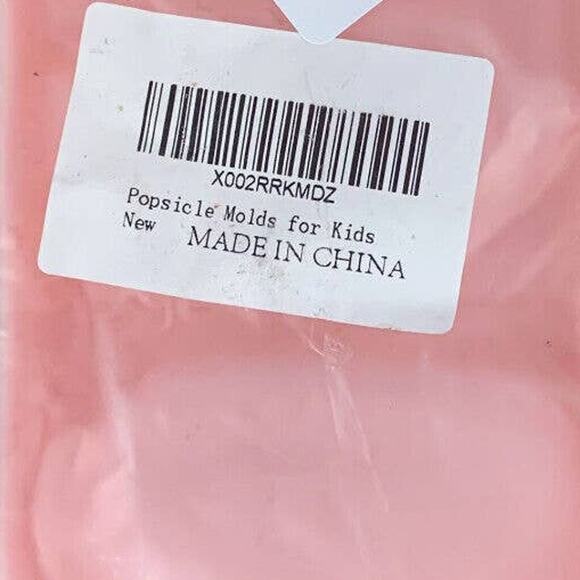 X002RRKMDZ
Popsicle Molds for Kids
New MADE IN CHINA